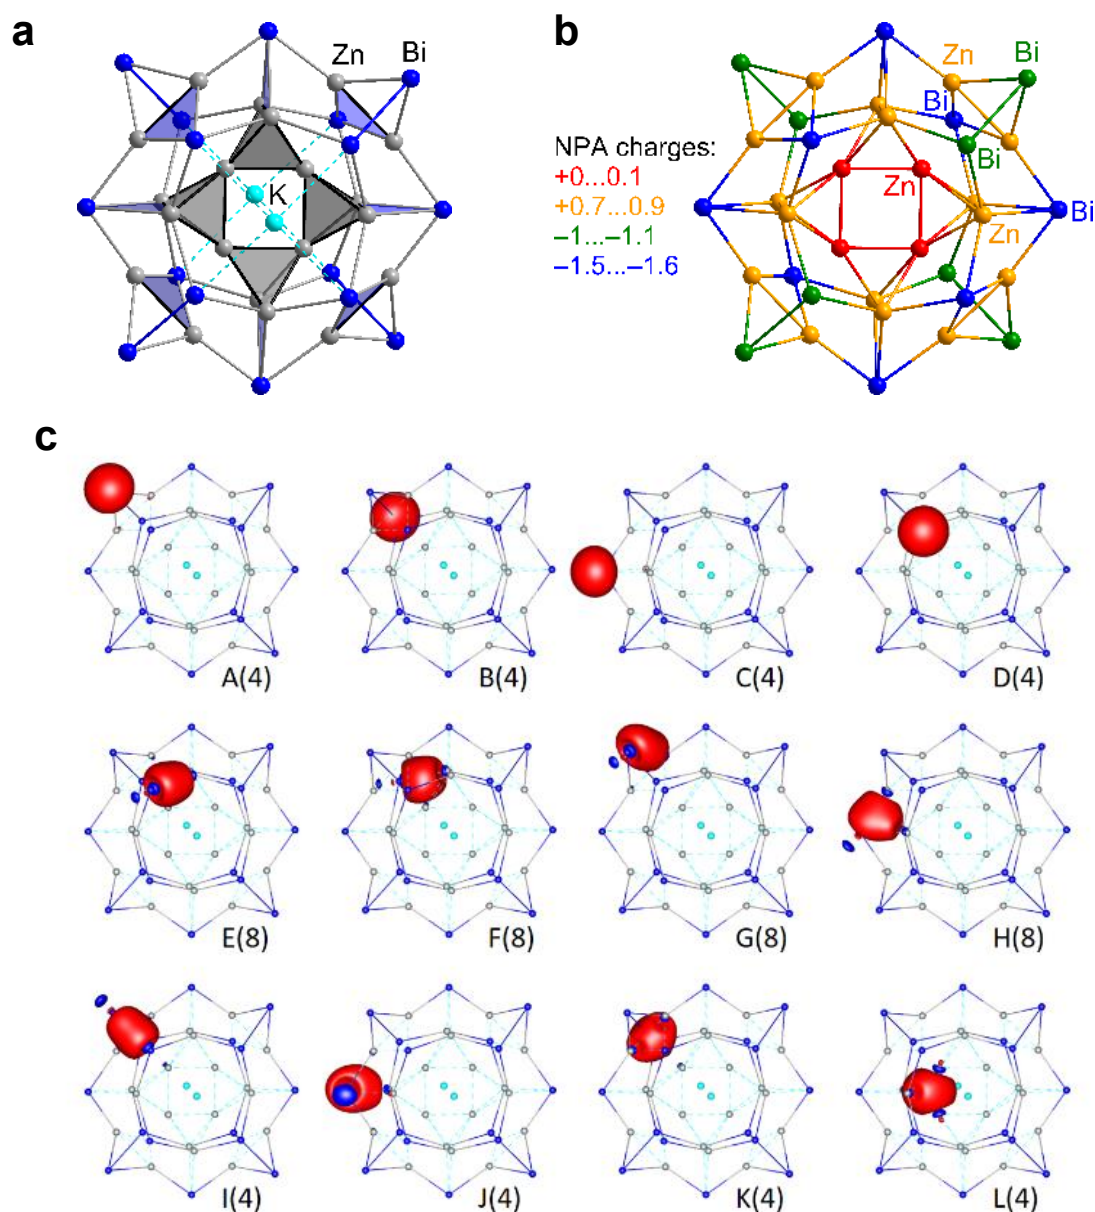 a
Zn
Bi
K
b
Zn
Bi
Bi
Bi
NPA charges:
+0...0.1
+0.7...0.9
−1...−1.1
−1.5...−1.6
Zn
Zn
Bi
c
A(4)
B(4)
C(4)
D(4)
E(8)
F(8)
G(8)
H(8)
I(4)
J(4)
K(4)
L(4)